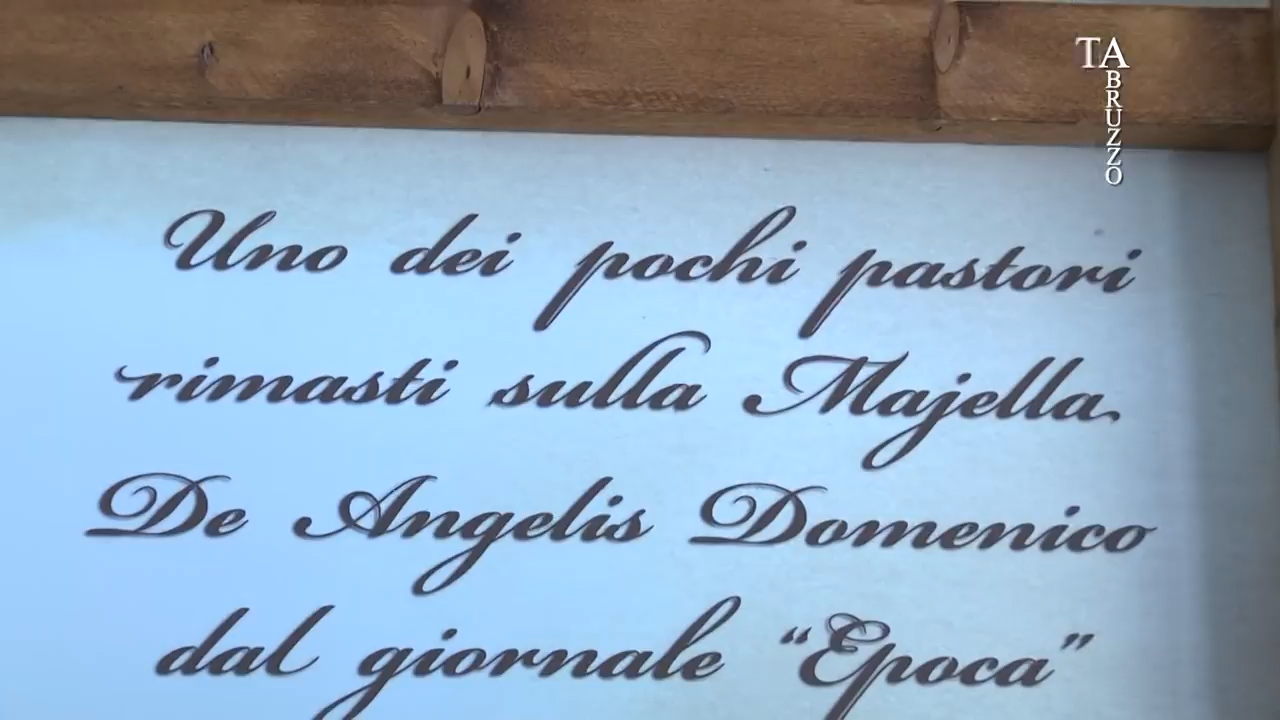 TA
BRUZZO
Uno dei pochi pastori
rimasti sulla Majella.
De Angelis Domenico
dal giornale “Epoca”